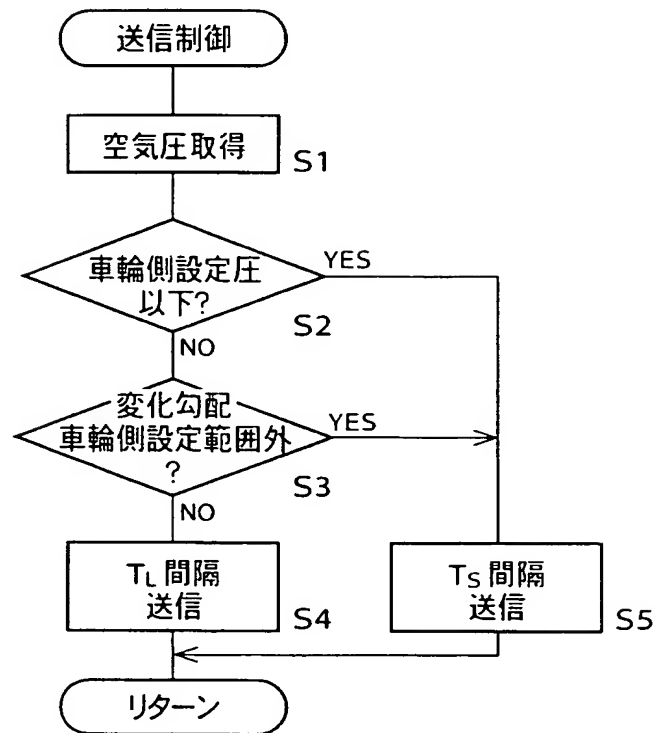 送信制御
空気圧取得
S1
車輪側設定圧
以下?
YES
S2
NO
変化勾配
車輪側設定範囲外
?
YES
S3
NO
TL 間隔
送信
S4
TS 間隔
送信
S5
リターン